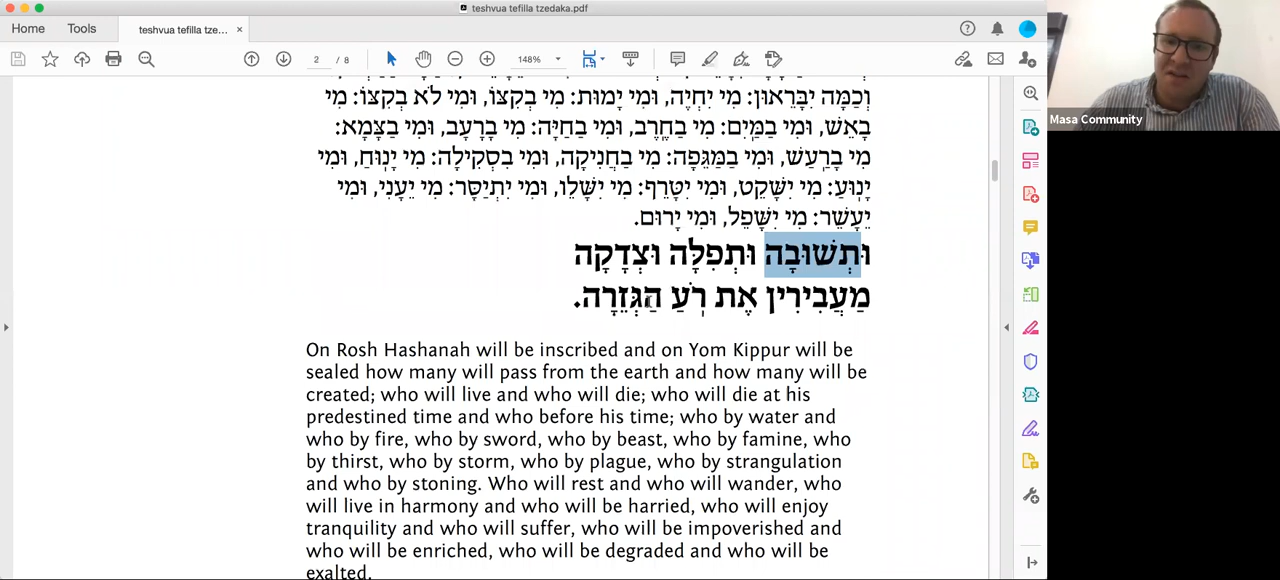 teshvua tefilla tzedaka.pdf
Home
Tools
teshvua tefilla tze...
2 / 8
148%
וְכַמָּה יִבָּרֵאוּן: מִי יִחְיֶה, וּמִי יָמוּת: מִי בְקִצּוֹ, וּמִי לֹא בְקִצּוֹ: מִי
בָאֵשׁ, וּמִי בַמַּיִם: מִי בַחֶרֶב, וּמִי בַחַיָּה: מִי בָרָעָב, וּמִי בַצָּמָא:
מִי בָרַעַשׁ, וּמִי בַמַּגֵּפָה: מִי בַחֲנִיקָה, וּמִי בִסְקִילָה: מִי יָנוּחַ, וּמִי
יָנוּעַ: מִי יִשָּׁקֵט, וּמִי יִטָּרֵף: מִי יִשָּׁלֵו, וּמִי יִתְיַסָּר: מִי יֵעָנִי, וּמִי
יֵעָשֵׁר: מִי יִשָּׁפֵל, וּמִי יָרוּם.
וּתְשׁוּבָה וּתְפִלָּה וּצְדָקָה
מַעֲבִירִין אֶת רֹעַ הַגְּזֵרָה.
On Rosh Hashanah will be inscribed and on Yom Kippur will be
sealed how many will pass from the earth and how many will be
created; who will live and who will die; who will die at his
predestined time and who before his time; who by water and
who by fire, who by sword, who by beast, who by famine, who
by thirst, who by storm, who by plague, who by strangulation
and who by stoning. Who will rest and who will wander, who
will live in harmony and who will be harried, who will enjoy
tranquility and who will suffer, who will be impoverished and
who will be enriched, who will be degraded and who will be
exalted.
Masa Community